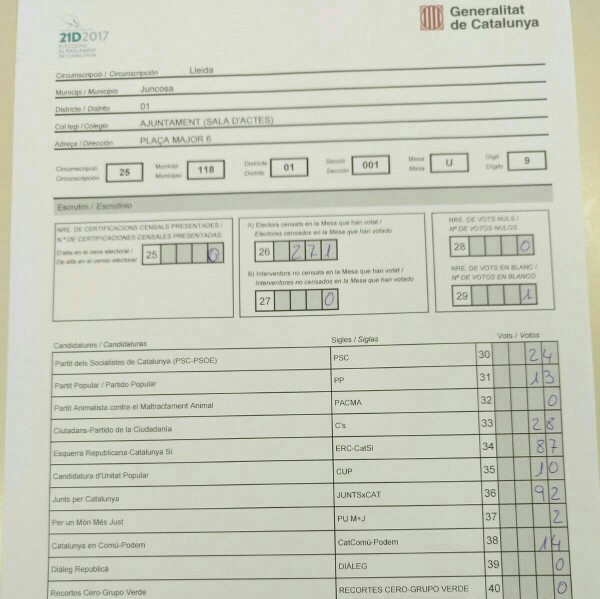 21D2017
ELECCIONS
AL PARLAMENT
DE CATALUNYA
Generalitat
de Catalunya
Circumscripció / Circunscripción Lleida
Municipi / Municipio Juncosa
Districte / Distrito 01
Col·legi / Colegio AJUNTAMENT (SALA D'ACTES)
Adreça / Dirección PLAÇA MAJOR 6
Circumscripció Circunscripción 25 Municipi Municipio 118 Districte Distrito 01 Secció Sección 001 Mesa Mesa U Dígit Dígito 9
Escrutini / Escrutinio
NRE. DE CERTIFICACIONS CENSALS PRESENTADES /
N.º DE CERTIFICACIONES CENSALES PRESENTADAS
D'alts en el cens electoral /
De alta en el censo electoral 25 0
A) Electors censats en la Mesa que han votat /
Electores censados en la Mesa que han votado
26 271
B) Interventors no censats en la Mesa que han votat /
Interventores no censados en la Mesa que han votado
27 0
NRE. DE VOTS NULS /
Nº DE VOTOS NULOS
28 0
NRE. DE VOTS EN BLANC /
Nº DE VOTOS EN BLANCO
29 1
Candidatures / Candidaturas Sigles / Siglas Vots / Votos
Partit dels Socialistes de Catalunya (PSC-PSOE) PSC 30 24
Partit Popular / Partido Popular PP 31 13
Partit Animalista contra el Maltractament Animal PACMA 32 0
Ciutadans-Partido de la Ciudadanía C's 33 28
Esquerra Republicana-Catalunya Sí ERC-CatSí 34 87
Candidatura d'Unitat Popular CUP 35 10
Junts per Catalunya JUNTSxCAT 36 92
Per un Món Més Just PU M+J 37 2
Catalunya en Comú-Podem CatComú-Podem 38 14
Diàleg Republicà DIÀLEG 39 0
Recortes Cero-Grupo Verde RECORTES CERO-GRUPO VERDE 40 0